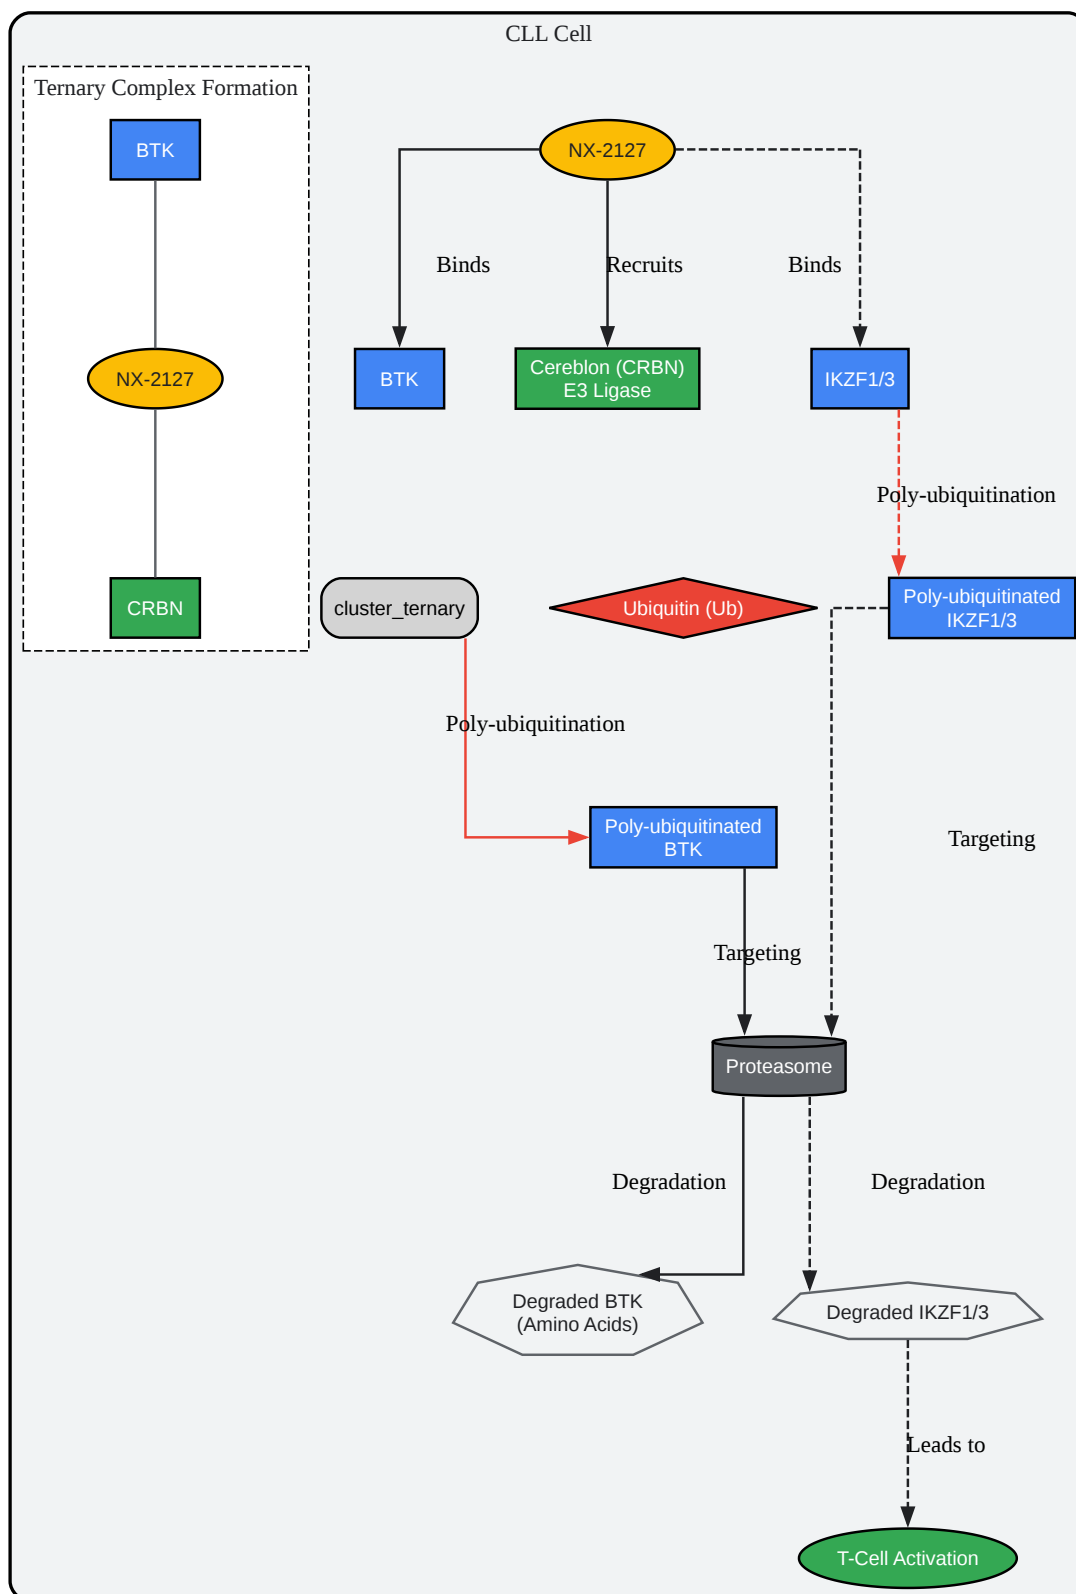 CLL Cell
Ternary Complex Formation
BTK
NX-2127
Binds
Recruits
Binds
NX-2127
BTK
Cereblon (CRBN)
E3 Ligase
IKZF1/3
Poly-ubiquitination
CRBN
cluster_ternary
Ubiquitin (Ub)
Poly-ubiquitinated
IKZF1/3
Poly-ubiquitination
Poly-ubiquitinated
BTK
Targeting
Targeting
Proteasome
Degradation
Degradation
Degraded BTK
(Amino Acids)
Degraded IKZF1/3
Leads to
T-Cell Activation